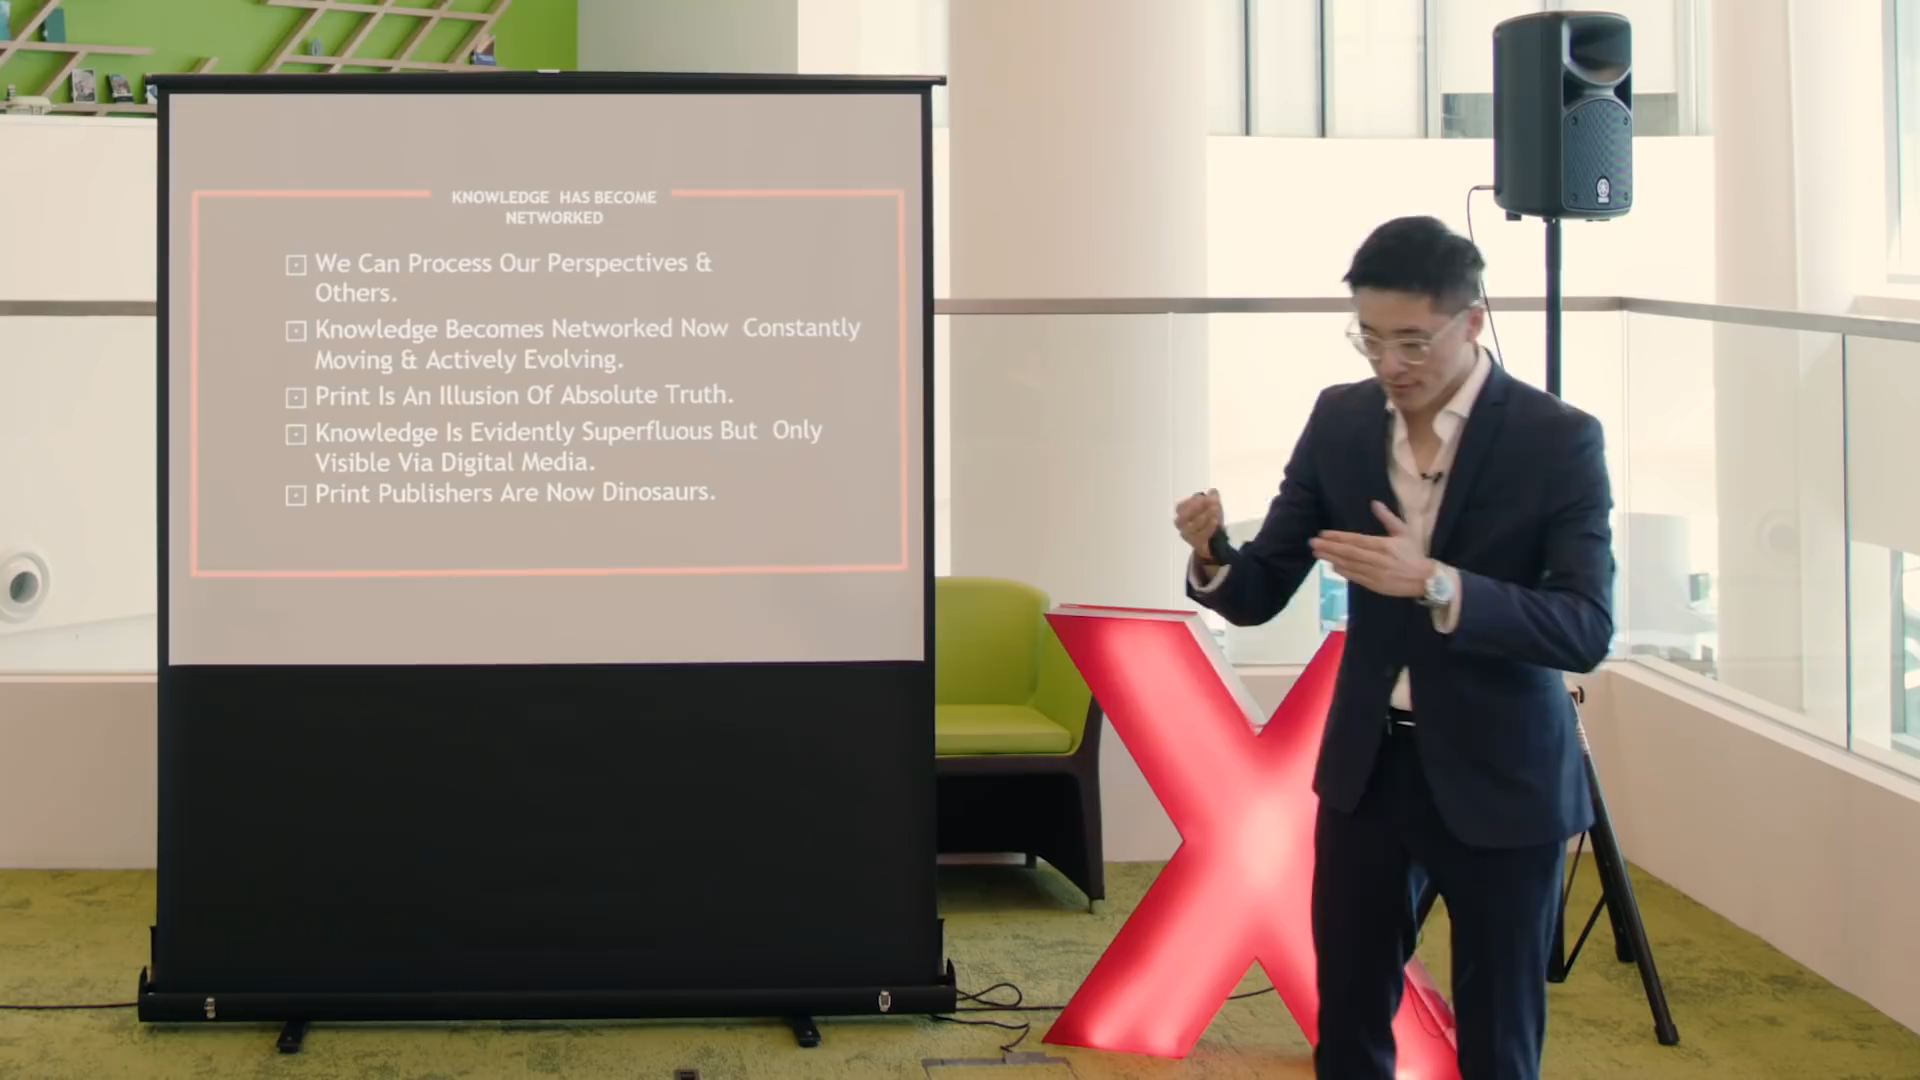 KNOWLEDGE HAS BECOME
NETWORKED
We Can Process Our Perspectives &
Others.
Knowledge Becomes Networked Now Constantly
Moving & Actively Evolving.
Print Is An Illusion Of Absolute Truth.
Knowledge Is Evidently Superfluous But Only
Visible Via Digital Media.
Print Publishers Are Now Dinosaurs.
X